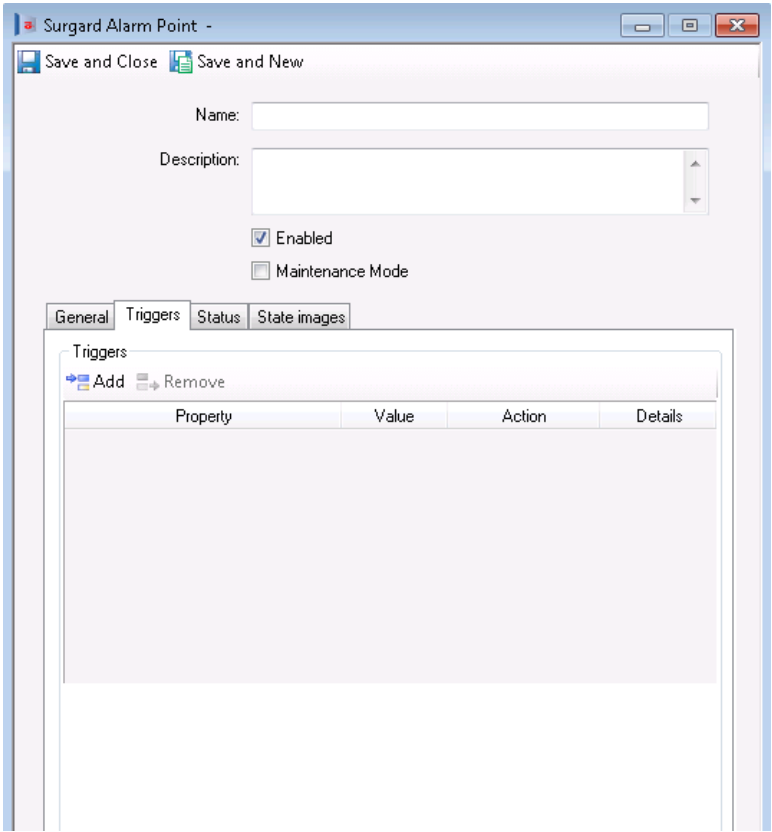 Surgard Alarm Point -
Save and Close Save and New
Name:
Description:
Enabled
Maintenance Mode
General Triggers Status State images
Triggers
Add Remove
Property Value Action Details